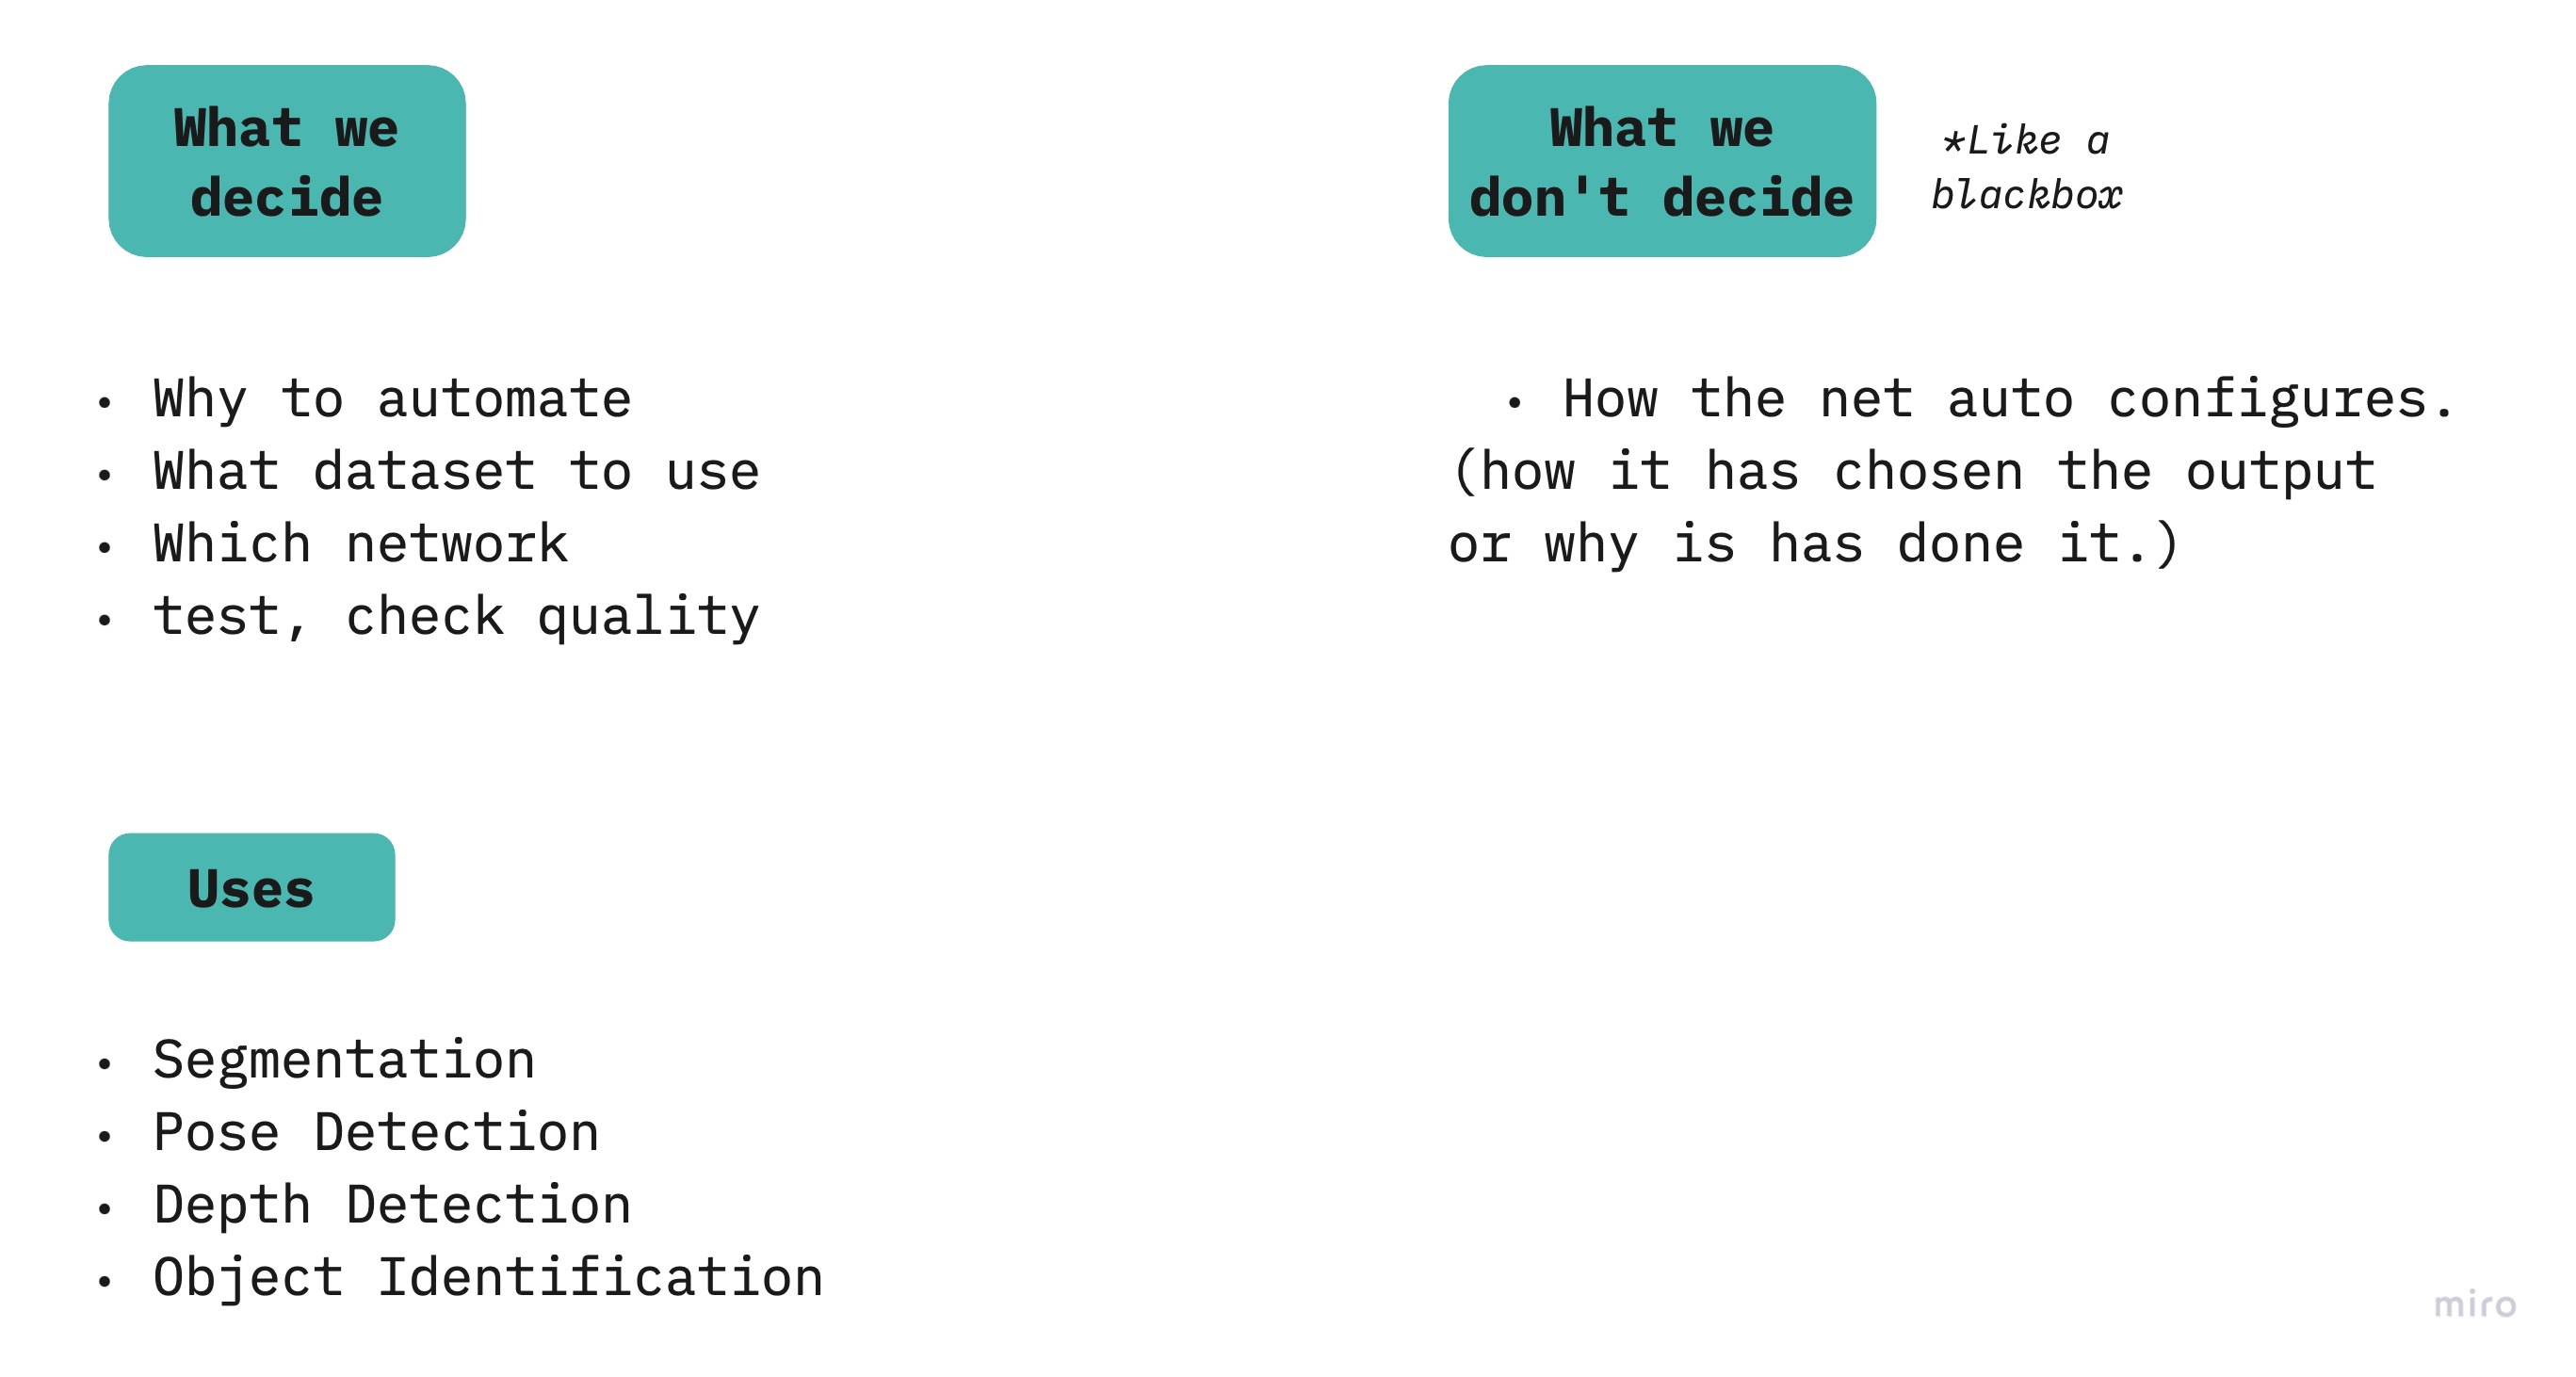 What we
decide
• Why to automate
• What dataset to use
• Which network
• test, check quality
What we
don't decide
*Like a
blackbox
• How the net auto configures.
(how it has chosen the output
or why is has done it.)
Uses
• Segmentation
• Pose Detection
• Depth Detection
• Object Identification
miro